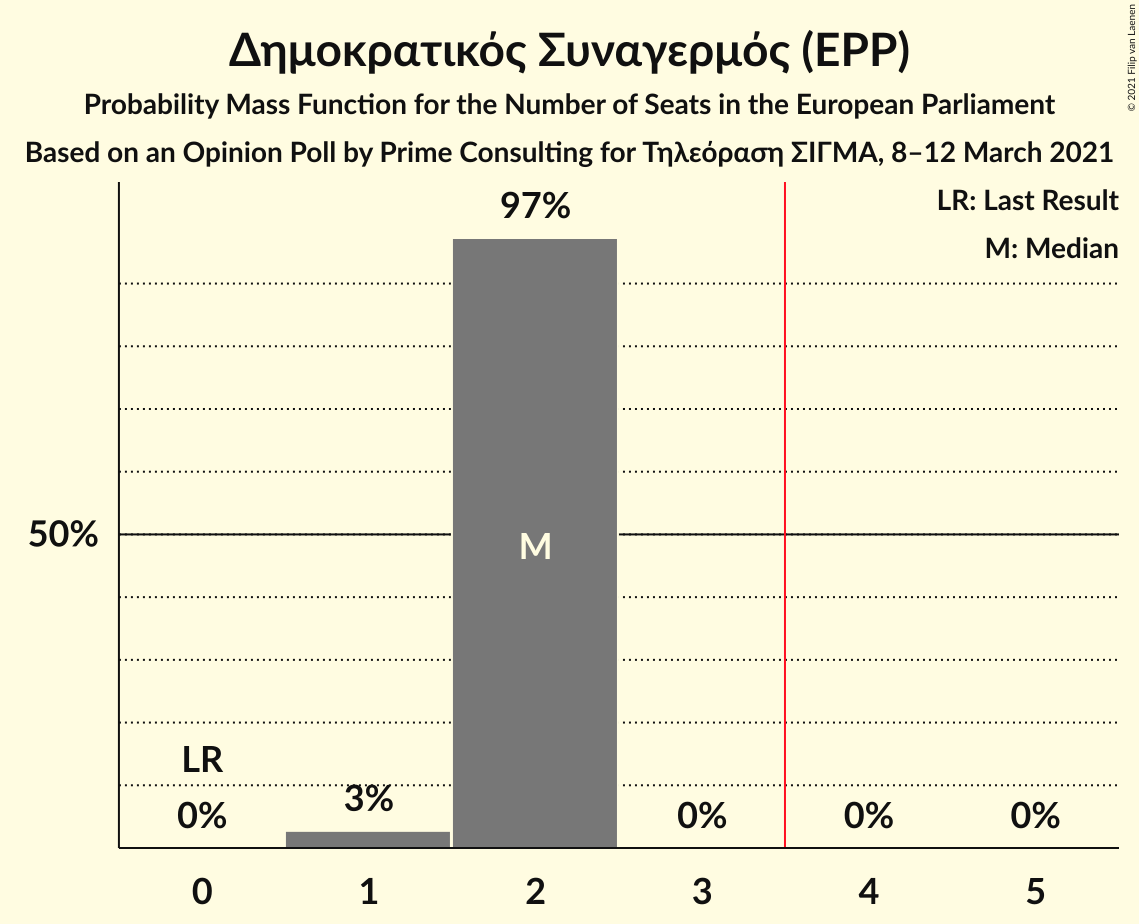 Δημοκρατικός Συναγερμός (EPP)
Probability Mass Function for the Number of Seats in the European Parliament
Based on an Opinion Poll by Prime Consulting for Τηλεόραση ΣΙΓΜΑ, 8–12 March 2021
© 2021 Filip van Laenen
LR: Last Result
M: Median
97%
50%
M
LR
0%
3%
0%
0%
0%
0 1 2 3 4 5